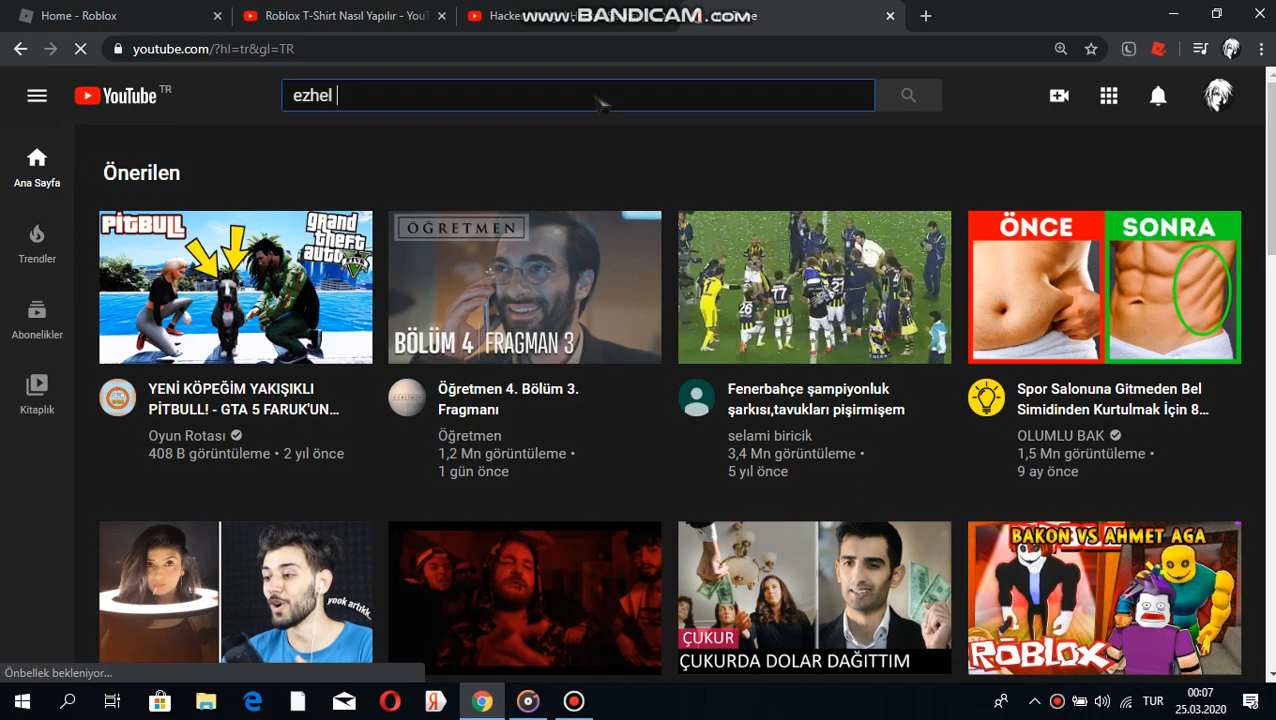 Home - Roblox
Roblox T-Shirt Nasıl Yapılır - YouT
Hacke
www.BANDICAM.com
youtube.com/?hl=tr&gl=TR
YouTube TR
ezhel
Önerilen
Ana Sayfa
Trendler
Abonelikler
Kitaplık
PİTBULL
grand theft auto V
ÖĞRETMEN
BÖLÜM 4 FRAGMAN 3
26
77
ÖNCE
SONRA
YENİ KÖPEĞİM YAKIŞIKLI
PİTBULL! - GTA 5 FARUK'UN...
Oyun Rotası
408 B görüntüleme • 2 yıl önce
Öğretmen 4. Bölüm 3.
Fragmanı
Öğretmen
1,2 Mn görüntüleme •
1 gün önce
Fenerbahçe şampiyonluk
şarkısı,tavukları pişirmişem
selami biricik
3,4 Mn görüntüleme •
5 yıl önce
Spor Salonuna Gitmeden Bel
Simidinden Kurtulmak İçin 8...
OLUMLU BAK
1,5 Mn görüntüleme •
9 ay önce
yook artıkk
ÇUKUR
ÇUKURDA DOLAR DAĞITTIM
BAKON VS AHMET AGA
ROBLOX
Önbellek bekleniyor...
TUR
00:07
25.03.2020